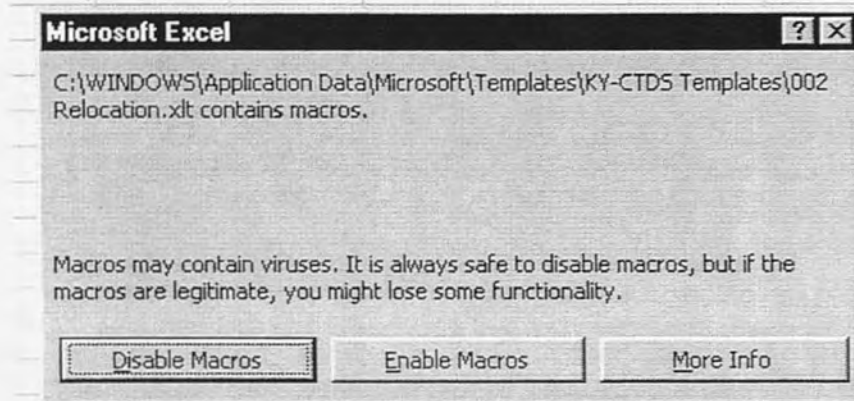 Microsoft Excel
C:\WINDOWS\Application Data\Microsoft\Templates\KY-CTDS Templates\002
Relocation.xlt contains macros.
Macros may contain viruses. It is always safe to disable macros, but if the
macros are legitimate, you might lose some functionality.
Disable Macros Enable Macros More Info